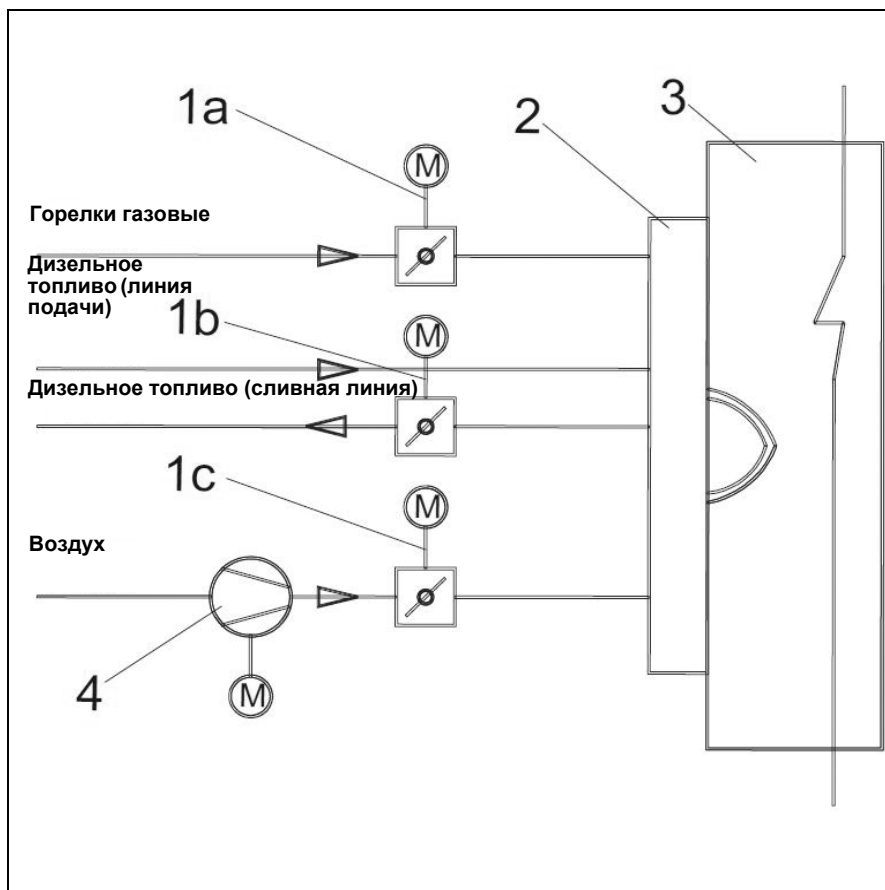 1a
2
3
M
Горелки газовые
Дизельное
топливо (линия
подачи)
1b
M
Дизельное топливо (сливная линия)
1c
M
Воздух
4
M